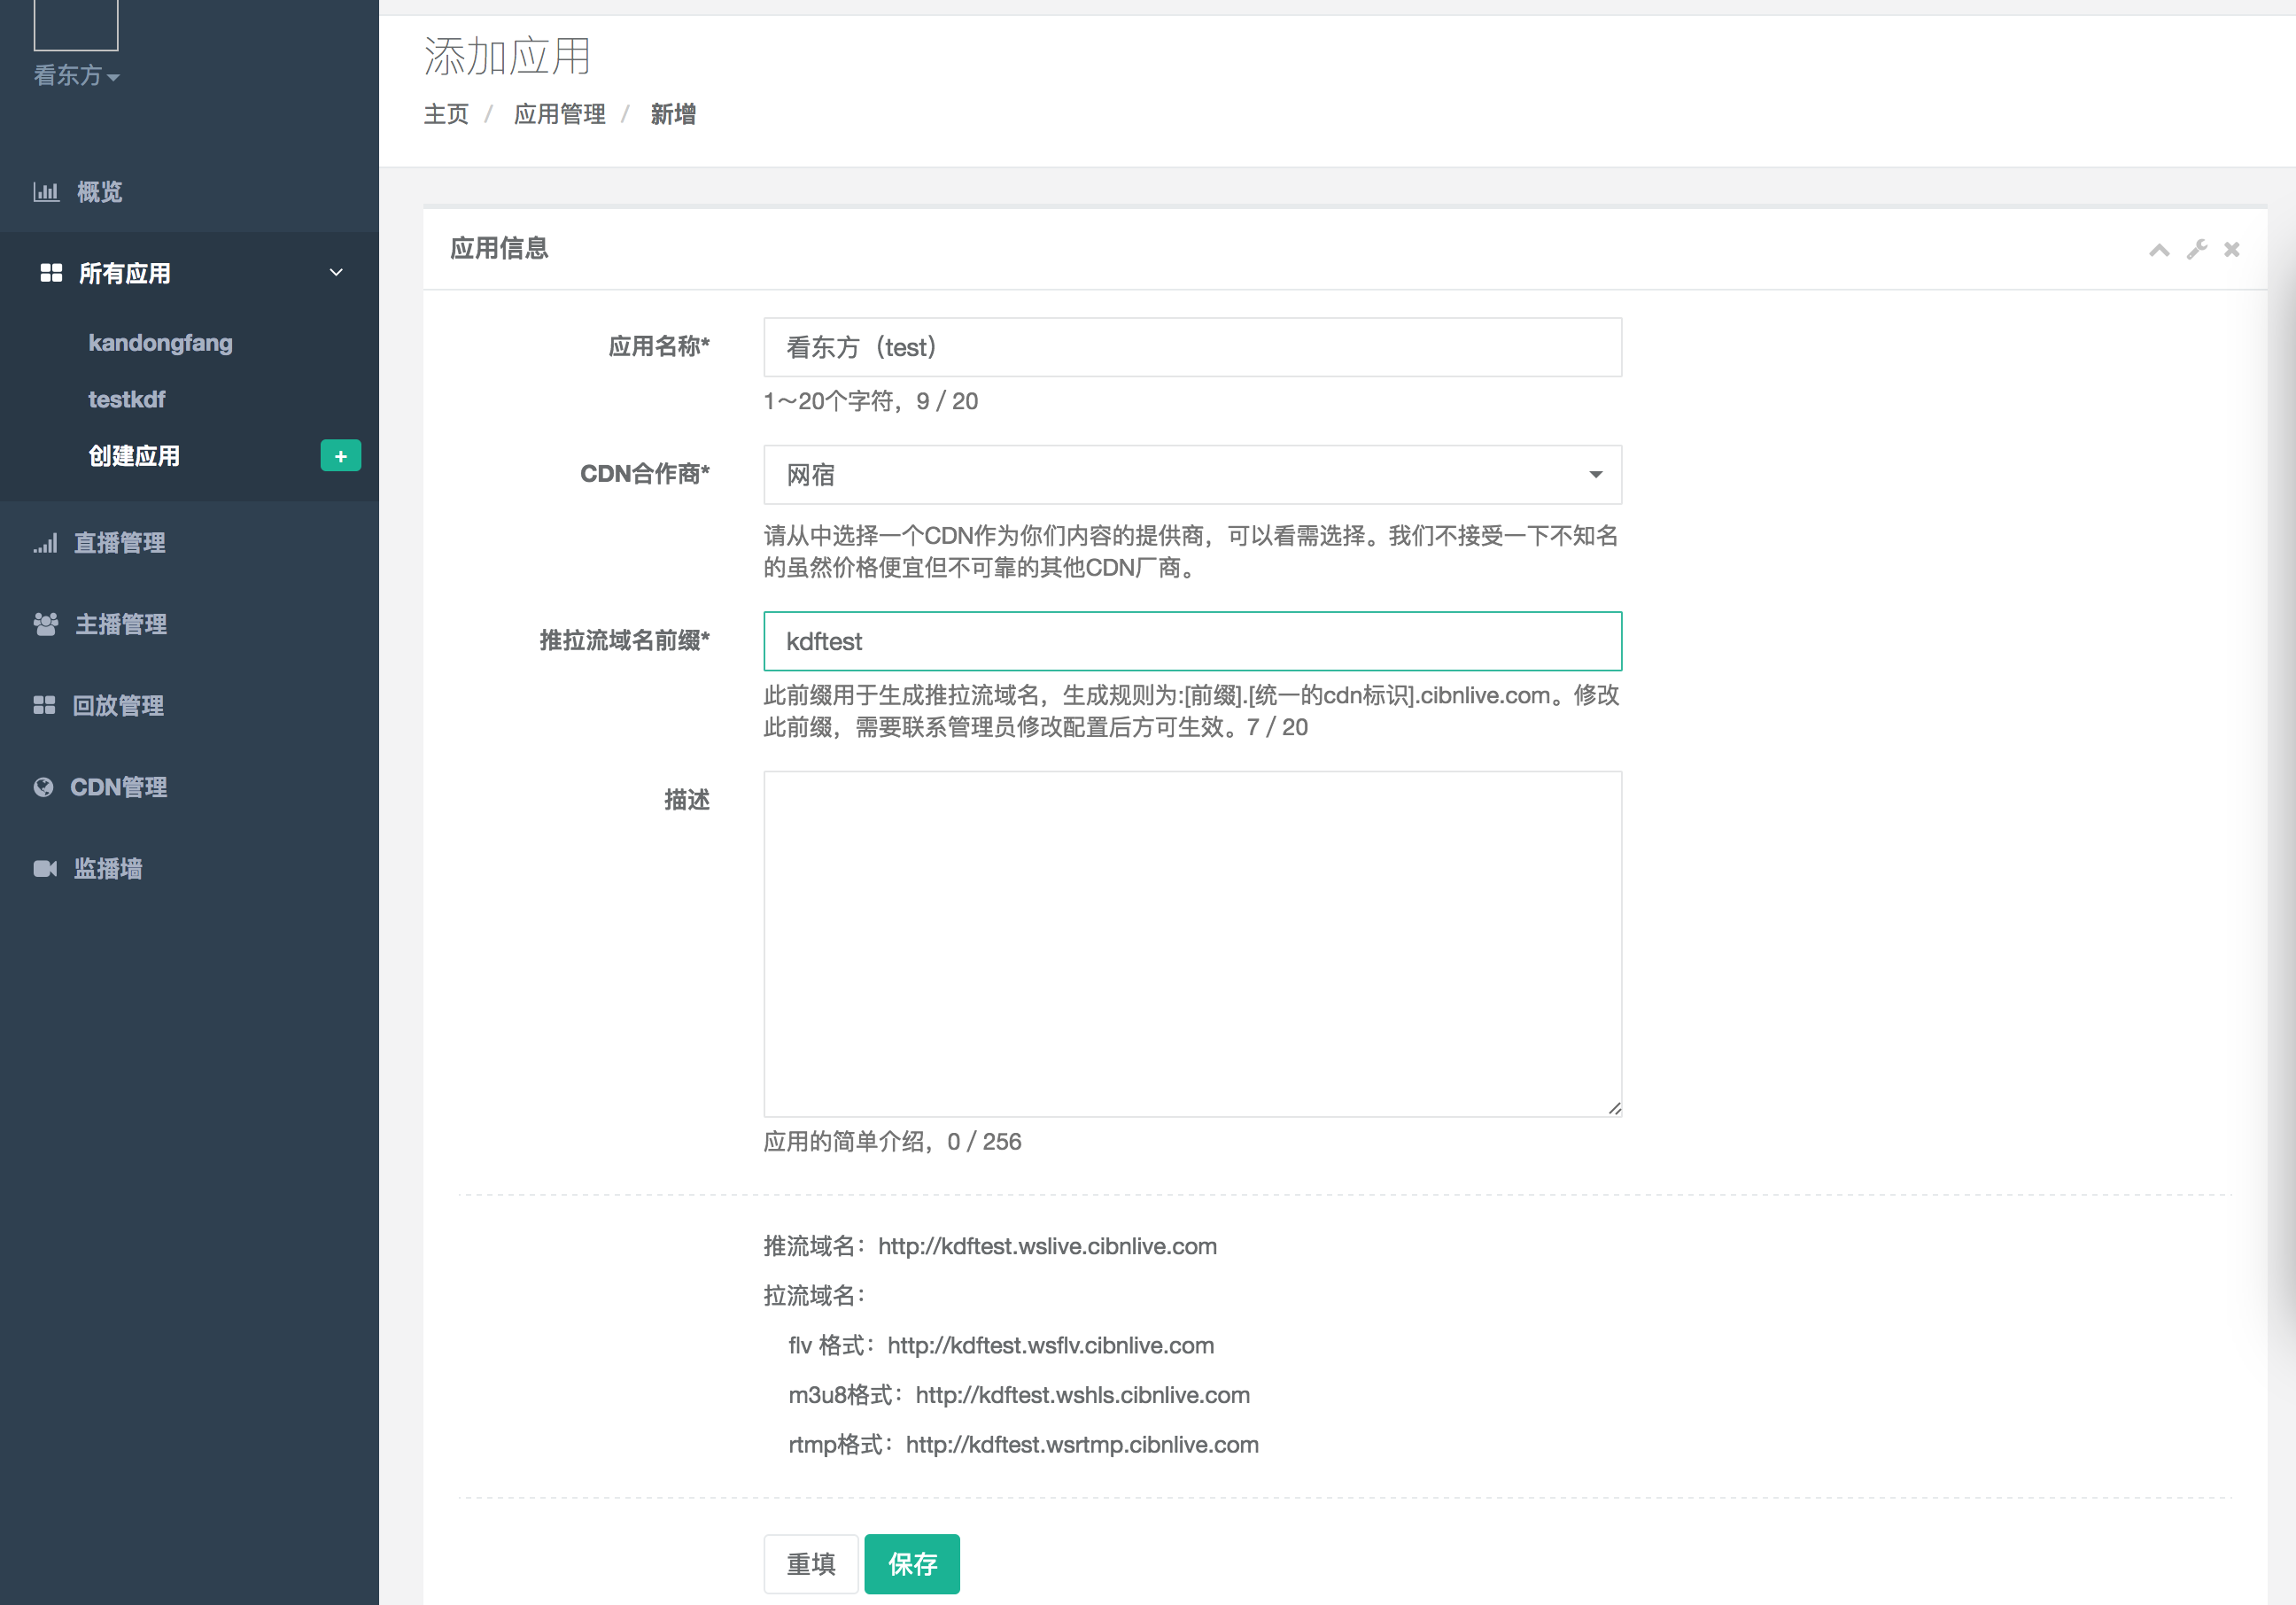 看东方
概览
所有应用
kandongfang
testkdf
创建应用
+
直播管理
主播管理
回放管理
CDN管理
监播墙
添加应用
主页 / 应用管理 / 新增
应用信息
应用名称*
看东方（test）
1～20个字符，9 / 20
CDN合作商*
网宿
请从中选择一个CDN作为你们内容的提供商，可以看需选择。我们不接受一下不知名
的虽然价格便宜但不可靠的其他CDN厂商。
推拉流域名前缀*
kdftest
此前缀用于生成推拉流域名，生成规则为:[前缀].[统一的cdn标识].cibnlive.com。修改
此前缀，需要联系管理员修改配置后方可生效。7 / 20
描述
应用的简单介绍，0 / 256
推流域名：http://kdftest.wslive.cibnlive.com
拉流域名：
flv 格式：http://kdftest.wsflv.cibnlive.com
m3u8格式：http://kdftest.wshls.cibnlive.com
rtmp格式：http://kdftest.wsrtmp.cibnlive.com
重填 保存